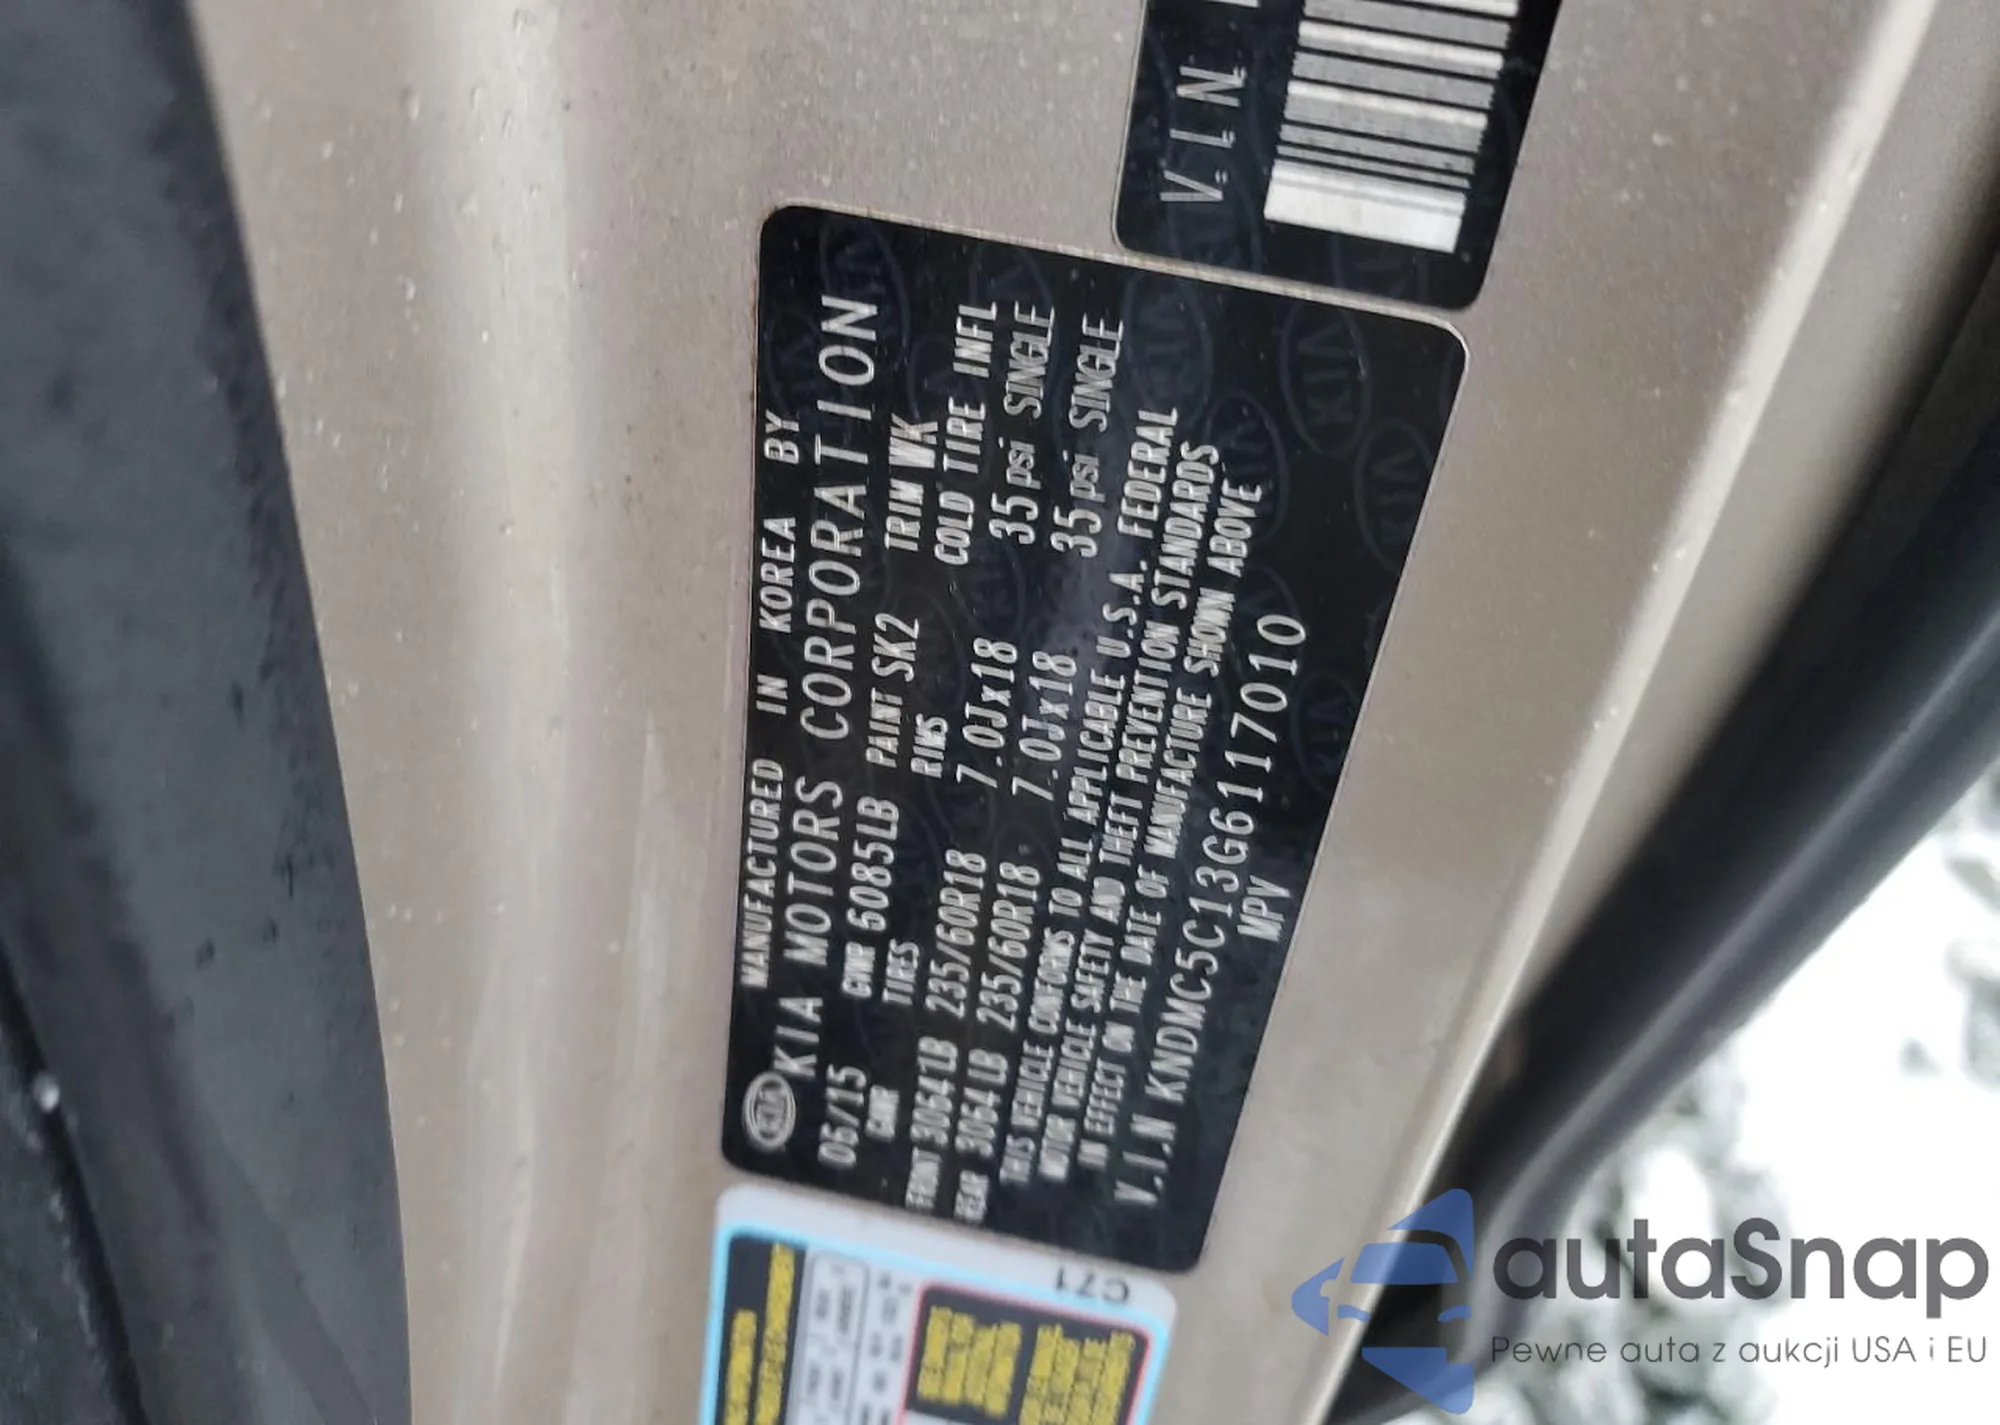 V.I.N
MANUFACTURED IN KOREA BY
KIA KIA MOTORS CORPORATION
06/15 GVWR 6085LB PAINT SK2 TRIM WK
GAWR TIRES RIMS COLD TIRE INFL
FRONT 3064LB 235/60R18 7.0Jx18 35psi SINGLE
REAR 3064LB 235/60R18 7.0Jx18 35psi SINGLE
THIS VEHICLE CONFORMS TO ALL APPLICABLE U.S.A. FEDERAL
MOTOR VEHICLE SAFETY AND THEFT PREVENTION STANDARDS
IN EFFECT ON THE DATE OF MANUFACTURE SHOWN ABOVE
V.I.N KNDMC5C13G6117010
MPV
C71
autaSnap
Pewne auta z aukcji USA i EU